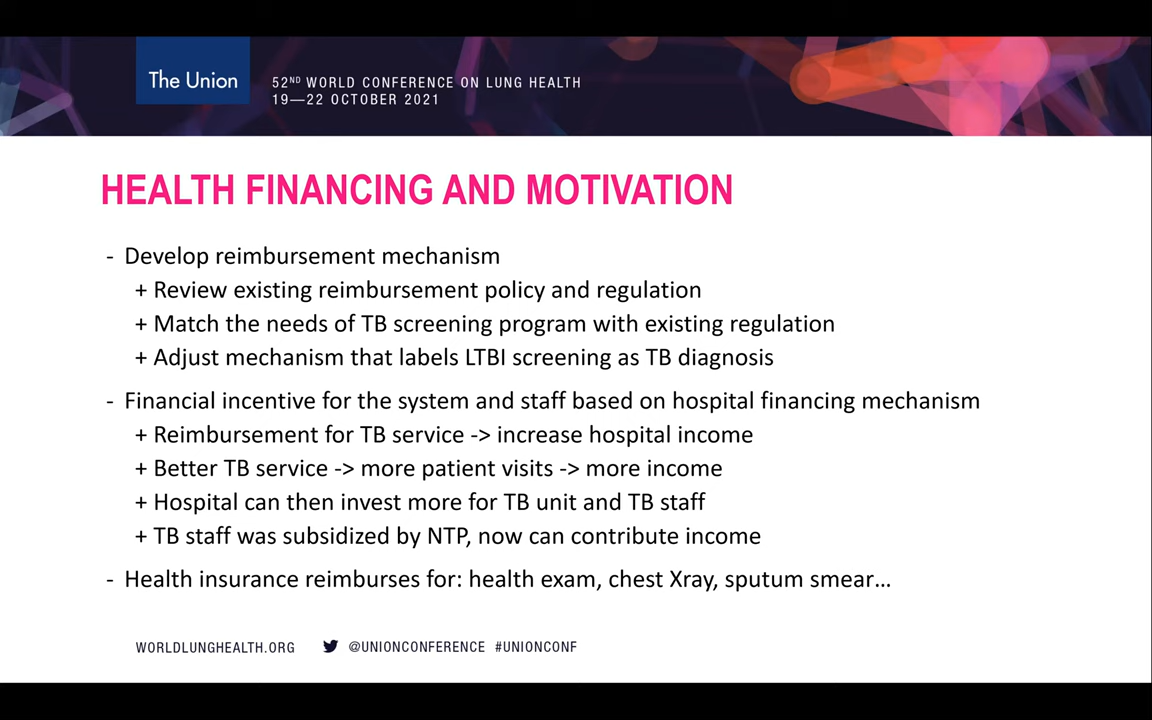 The Union
52ND WORLD CONFERENCE ON LUNG HEALTH
19—22 OCTOBER 2021
HEALTH FINANCING AND MOTIVATION
- Develop reimbursement mechanism
+ Review existing reimbursement policy and regulation
+ Match the needs of TB screening program with existing regulation
+ Adjust mechanism that labels LTBI screening as TB diagnosis
- Financial incentive for the system and staff based on hospital financing mechanism
+ Reimbursement for TB service -> increase hospital income
+ Better TB service -> more patient visits -> more income
+ Hospital can then invest more for TB unit and TB staff
+ TB staff was subsidized by NTP, now can contribute income
- Health insurance reimburses for: health exam, chest Xray, sputum smear…
WORLDLUNGHEALTH.ORG @UNIONCONFERENCE #UNIONCONF